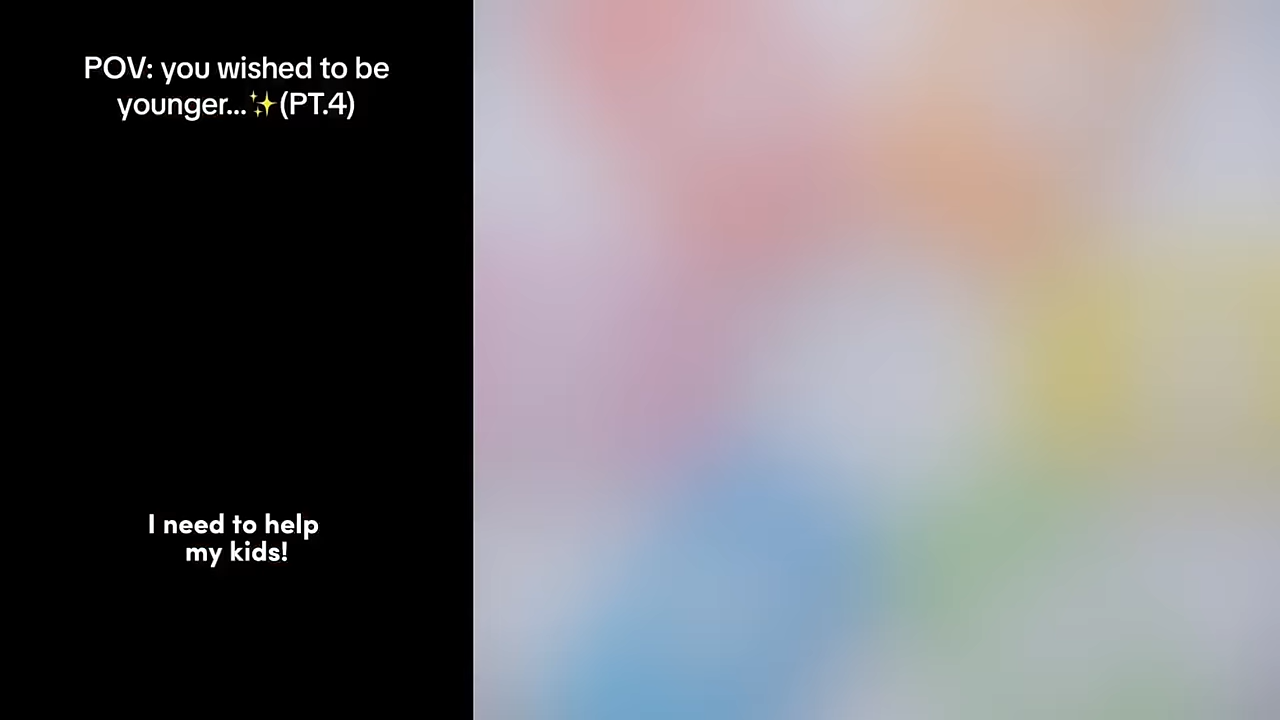 POV: you wished to be
younger...✨(PT.4)
I need to help
my kids!